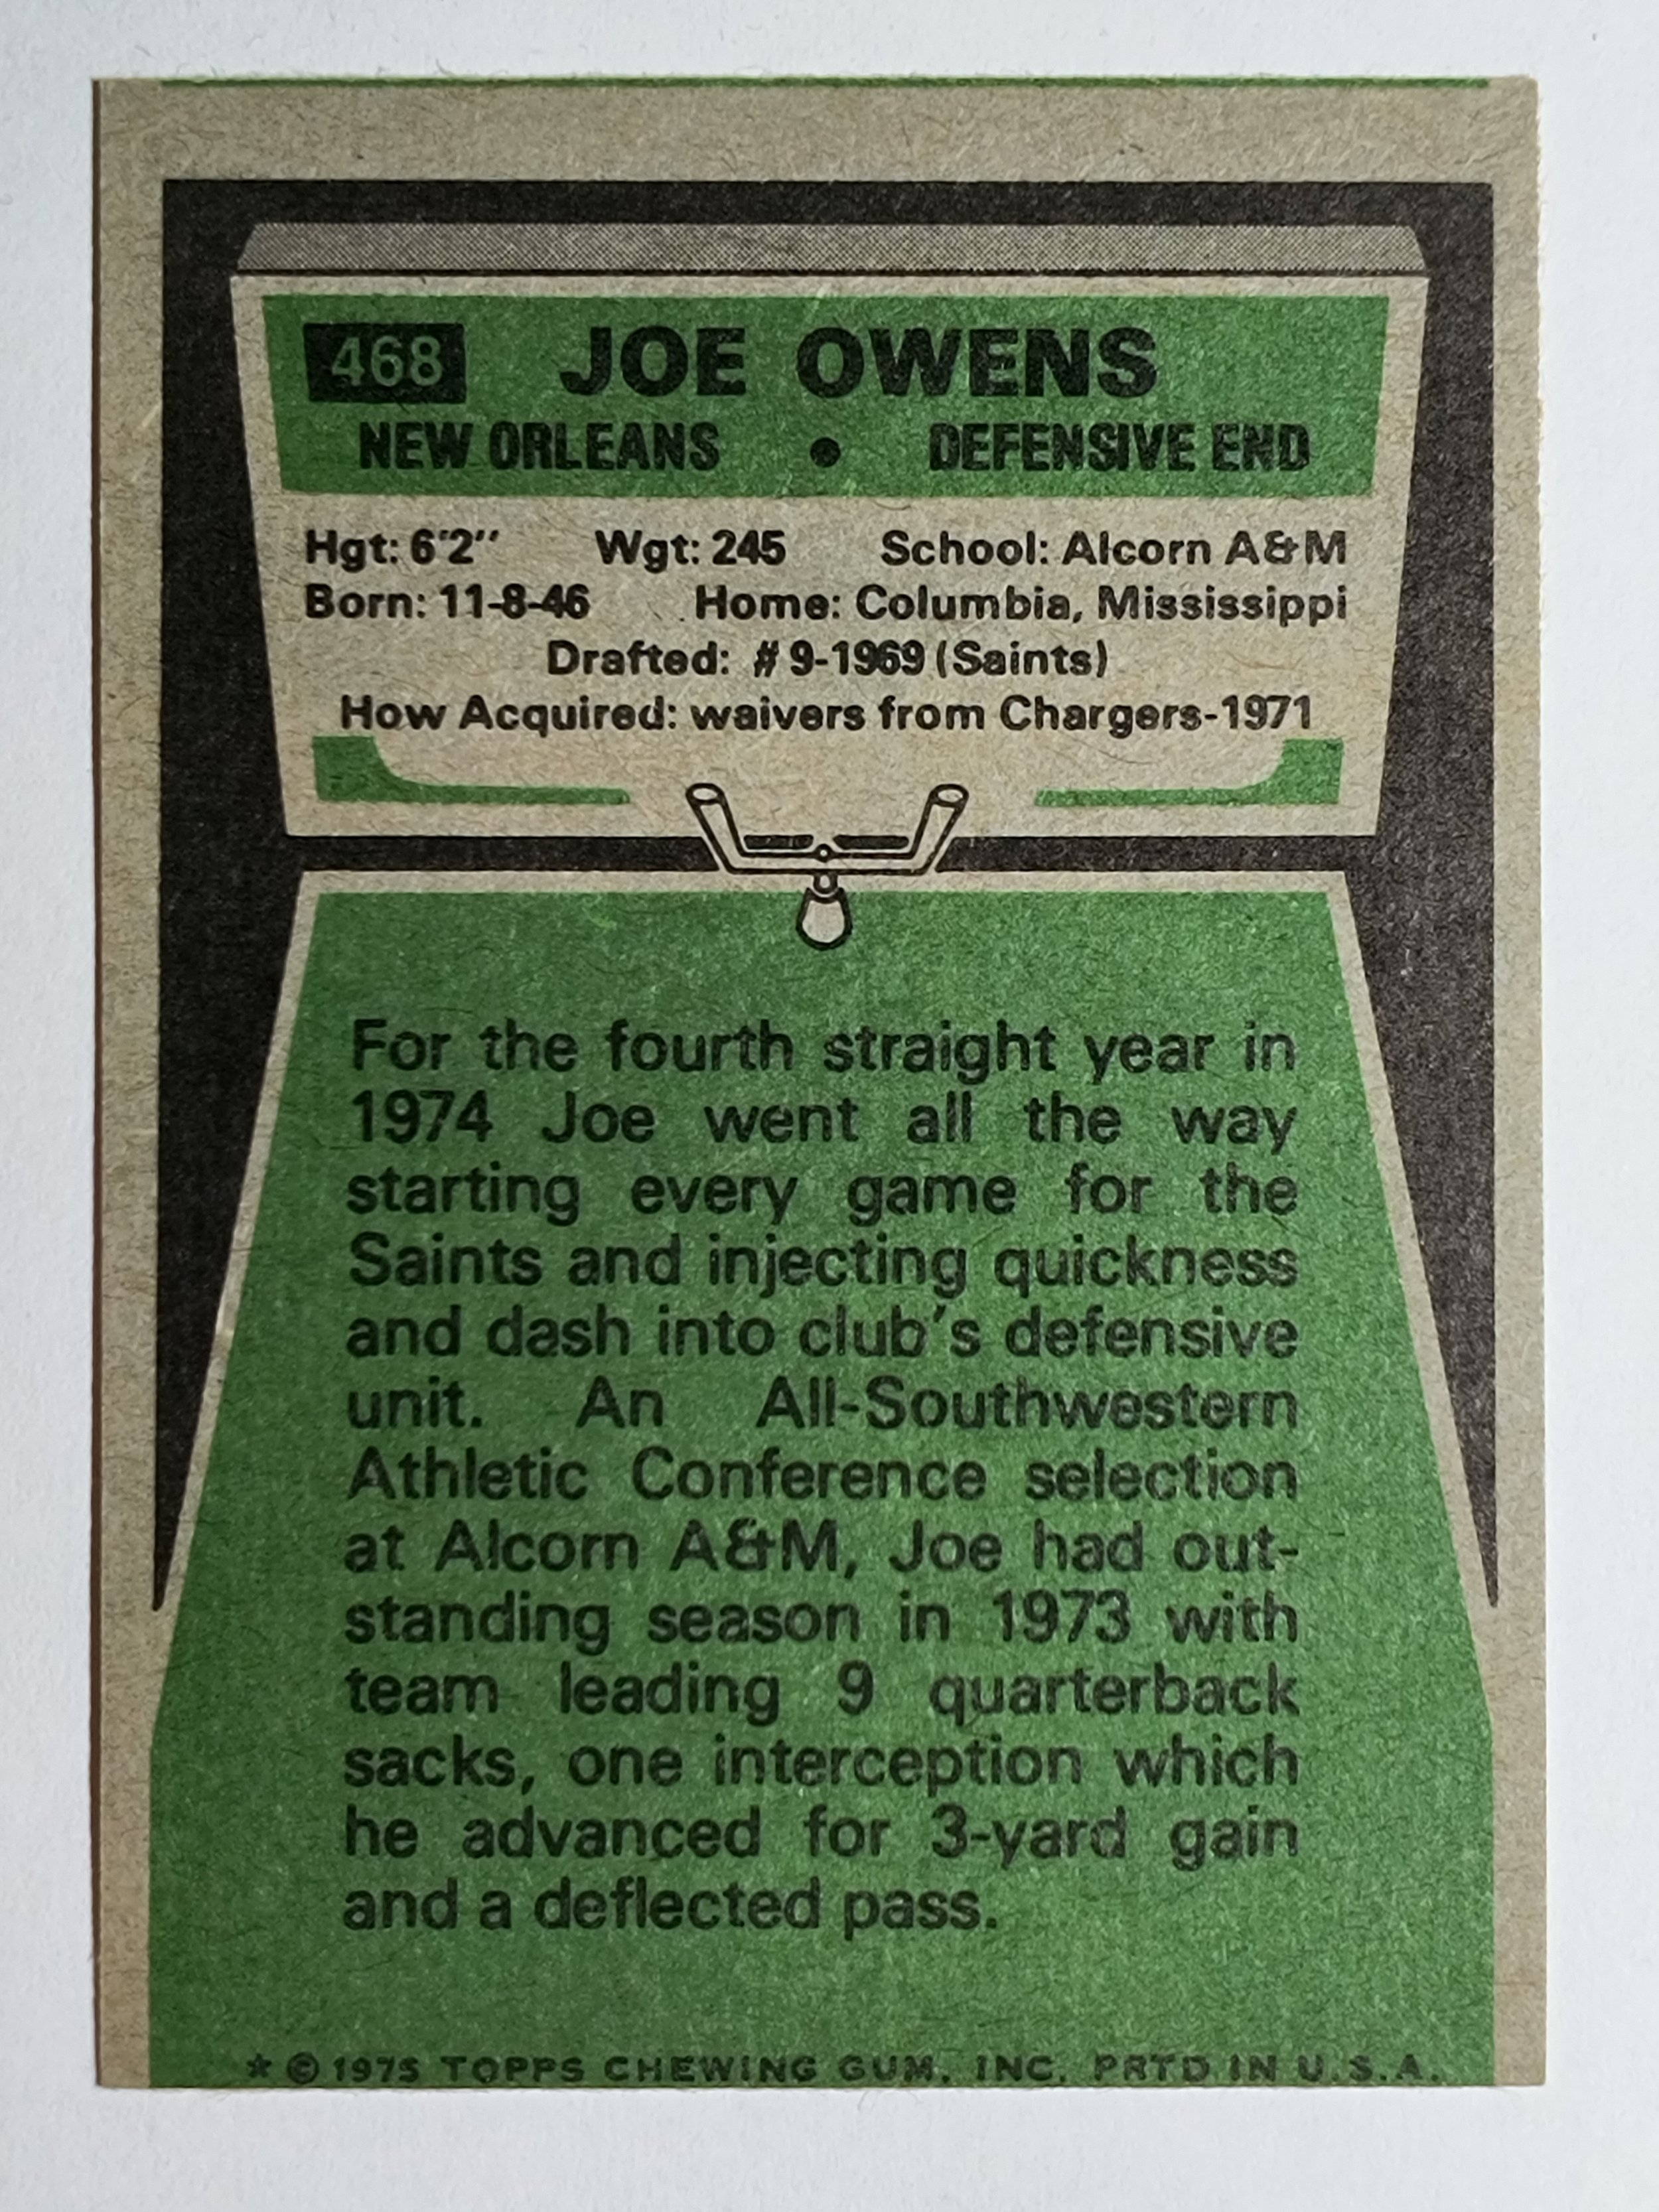 468 JOE OWENS
NEW ORLEANS • DEFENSIVE END
Hgt: 6'2" Wgt: 245 School: Alcorn A&M
Born: 11-8-46 Home: Columbia, Mississippi
Drafted: # 9-1969 (Saints)
How Acquired: waivers from Chargers-1971
For the fourth straight year in
1974 Joe went all the way
starting every game for the
Saints and injecting quickness
and dash into club's defensive
unit. An All-Southwestern
Athletic Conference selection
at Alcorn A&M, Joe had out-
standing season in 1973 with
team leading 9 quarterback
sacks, one interception which
he advanced for 3-yard gain
and a deflected pass.
* © 1975 TOPPS CHEWING GUM, INC. PRTD IN U.S.A.